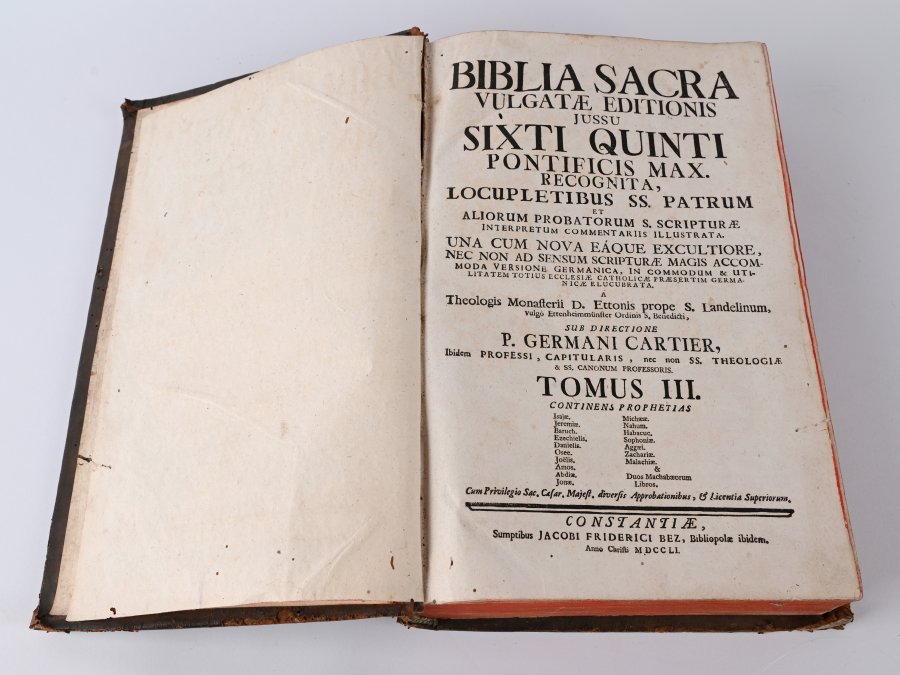 BIBLIA SACRA
VULGATÆ EDITIONIS
JUSSU
SIXTI QUINTI
PONTIFICIS MAX.
RECOGNITA,
LOCUPLETIBUS SS. PATRUM
ET
ALIORUM PROBATORUM S. SCRIPTURÆ
INTERPRETUM COMMENTARIIS ILLUSTRATA.
UNA CUM NOVA EÁQUE EXCULTIORE,
NEC NON AD SENSUM SCRIPTURÆ MAGIS ACCOM-
MODA VERSIONE GERMANICA, IN COMMODUM & UTI-
LITATEM TOTIUS ECCLESIÆ CATHOLICÆ PRÆSERTIM GERMA-
NICÆ ELUCUBRATA.
Á
Theologis Monaſterii D. Ettonis prope S. Landelinum,
Vulgò Ettenheimmünſter Ordinis S. Benedicti,
SUB DIRECTIONE
P. GERMANI CARTIER,
Ibidem PROFESSI, CAPITULARIS, nec non SS. THEOLOGIÆ
& SS. CANONUM PROFESSORIS.
TOMUS III.
CONTINENS PROPHETIAS
Iſajæ.
Jeremiæ.
Baruch.
Ezechielis.
Danielis.
Oſee.
Joëlis.
Amos.
Abdiæ.
Jonæ.
Michææ.
Nahum.
Habacuc.
Sophoniæ.
Aggæi.
Zachariæ.
Malachiæ.
&
Duos Machabæorum
Libros.
Cum Privilegio Sac. Cæſar. Majeſt. diverſis Approbationibus, & Licentia Superiorum.
CONSTANTIÆ,
Sumptibus JACOBI FRIDERICI BEZ, Bibliopolæ ibidem.
Anno Chriſti MDCCLI.